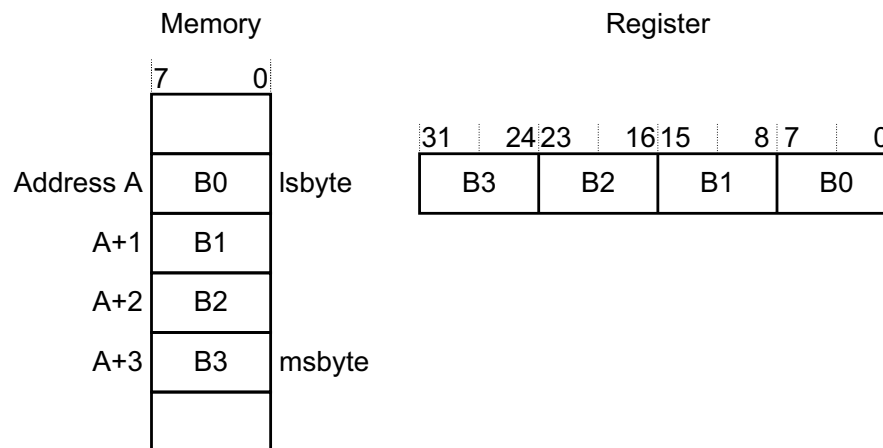 Memory
Register
7 0
31 24 23 16 15 8 7 0
Address A B0 lsbyte
B3 B2 B1 B0
A+1 B1
A+2 B2
A+3 B3 msbyte